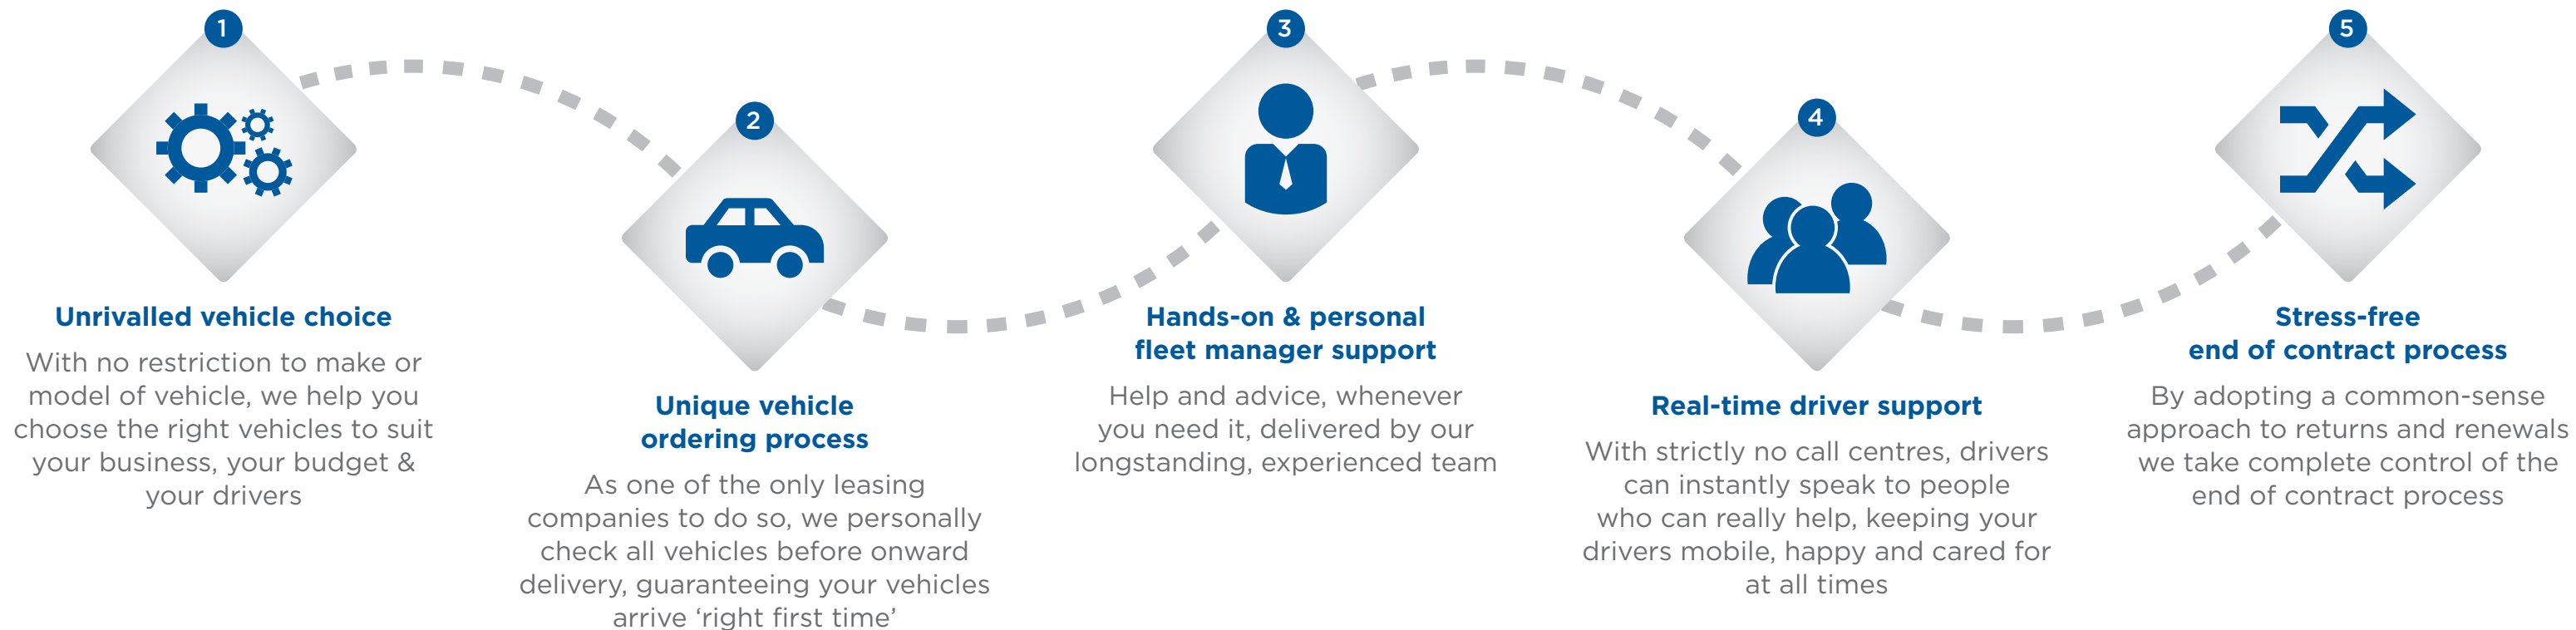 1
Unrivalled vehicle choice
With no restriction to make or
model of vehicle, we help you
choose the right vehicles to suit
your business, your budget &
your drivers
2
Unique vehicle
ordering process
As one of the only leasing
companies to do so, we personally
check all vehicles before onward
delivery, guaranteeing your vehicles
arrive ‘right first time’
3
Hands-on & personal
fleet manager support
Help and advice, whenever
you need it, delivered by our
longstanding, experienced team
4
Real-time driver support
With strictly no call centres, drivers
can instantly speak to people
who can really help, keeping your
drivers mobile, happy and cared for
at all times
5
Stress-free
end of contract process
By adopting a common-sense
approach to returns and renewals
we take complete control of the
end of contract process